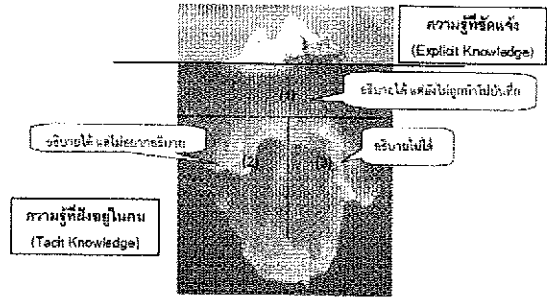 ความรู้ที่ชัดแจ้ง
(Explicit Knowledge)
(1)
อธิบายได้ แต่ยังไม่ถูกนำไปบันทึก
อธิบายได้ แต่ไม่อยากอธิบาย
(2)
(3)
อธิบายไม่ได้
ความรู้ที่ฝังอยู่ในคน
(Tacit Knowledge)